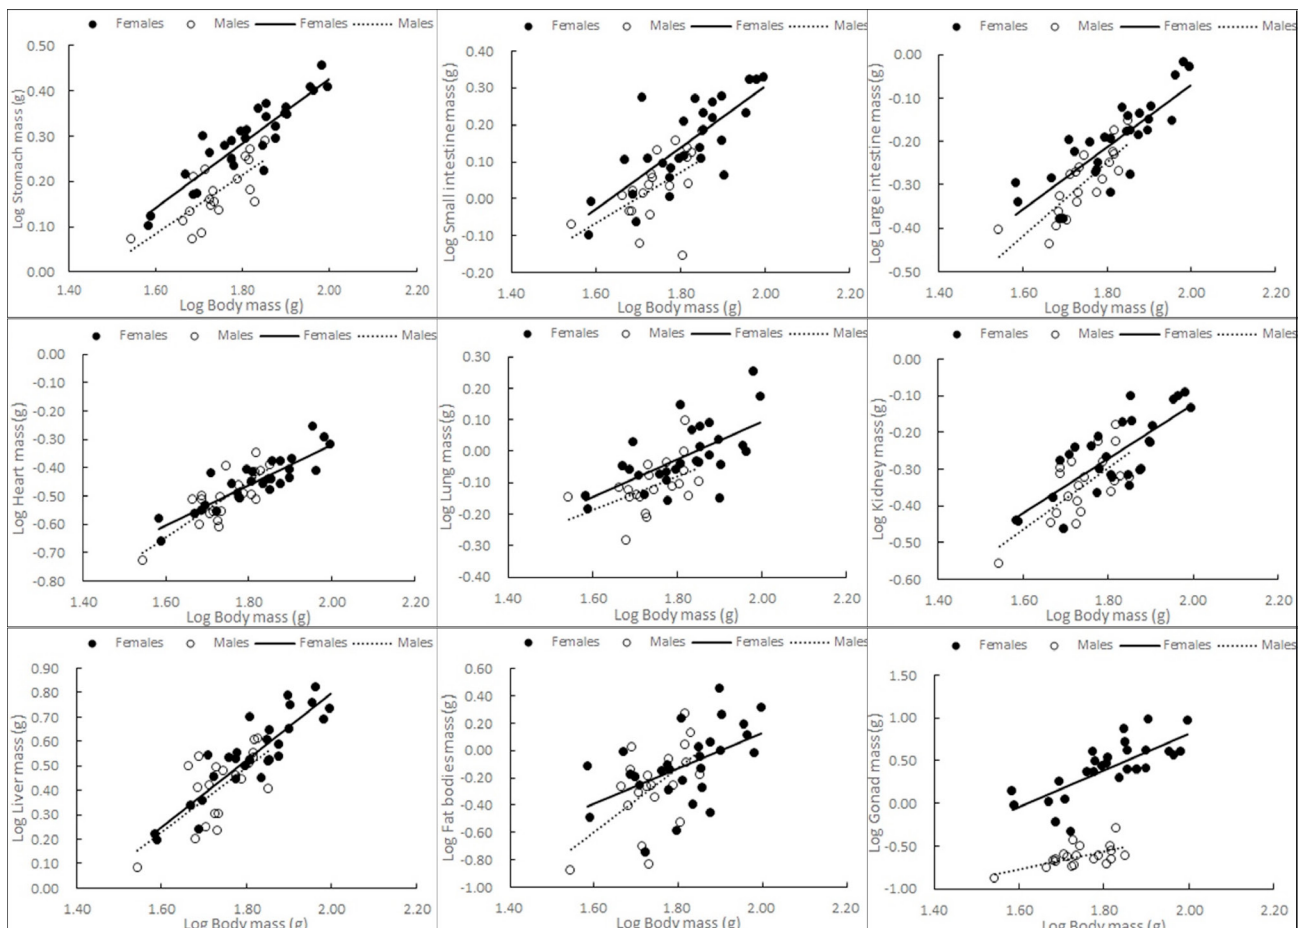 Females Males Females Males
Log Stomach mass (g)
0.50
0.40
0.30
0.20
0.10
0.00
1.40 1.60 1.80 2.00 2.20
Log Body mass (g)
Females Males Females Males
Log Small intestine mass (g)
0.40
0.30
0.20
0.10
0.00
-0.10
-0.20
1.40 1.60 1.80 2.00 2.20
Log Body mass (g)
Females Males Females Males
Log Large intestine mass (g)
0.00
-0.10
-0.20
-0.30
-0.40
-0.50
1.40 1.60 1.80 2.00 2.20
Log Body mass (g)
Females Males Females Males
Log Heart mass (g)
0.00
-0.10
-0.20
-0.30
-0.40
-0.50
-0.60
-0.70
-0.80
1.40 1.60 1.80 2.00 2.20
Log Body mass (g)
Females Males Females Males
Log Lung mass (g)
0.30
0.20
0.10
0.00
-0.10
-0.20
-0.30
-0.40
1.40 1.60 1.80 2.00 2.20
Log Body mass (g)
Females Males Females Males
Log Kidney mass (g)
0.00
-0.10
-0.20
-0.30
-0.40
-0.50
-0.60
1.40 1.60 1.80 2.00 2.20
Log Body mass (g)
Females Males Females Males
Log Liver mass (g)
0.90
0.80
0.70
0.60
0.50
0.40
0.30
0.20
0.10
0.00
1.40 1.60 1.80 2.00 2.20
Log Body mass (g)
Females Males Females Males
Log Fat bodies mass (g)
0.60
0.40
0.20
0.00
-0.20
-0.40
-0.60
-0.80
-1.00
1.40 1.60 1.80 2.00 2.20
Log Body mass (g)
Females Males Females Males
Log Gonad mass (g)
1.50
1.00
0.50
0.00
-0.50
-1.00
1.40 1.60 1.80 2.00 2.20
Log Body mass (g)